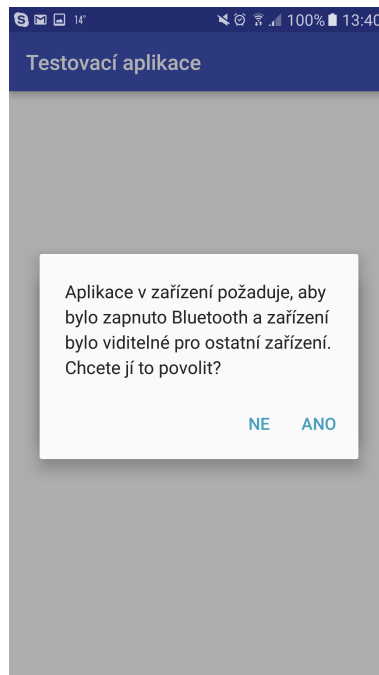 14° 100% 13:40
Testovací aplikace
Aplikace v zařízení požaduje, aby
bylo zapnuto Bluetooth a zařízení
bylo viditelné pro ostatní zařízení.
Chcete jí to povolit?
NE ANO